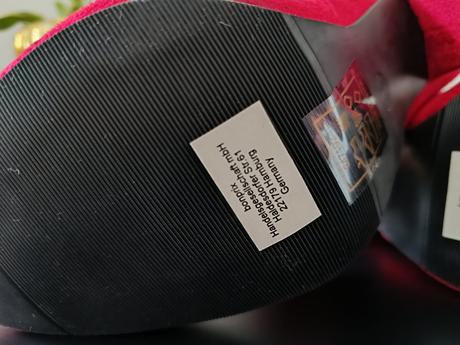 bonprix
Handelsgesellschaft mbH
Haldesdorfer Str 61
22179 Hamburg
Germany